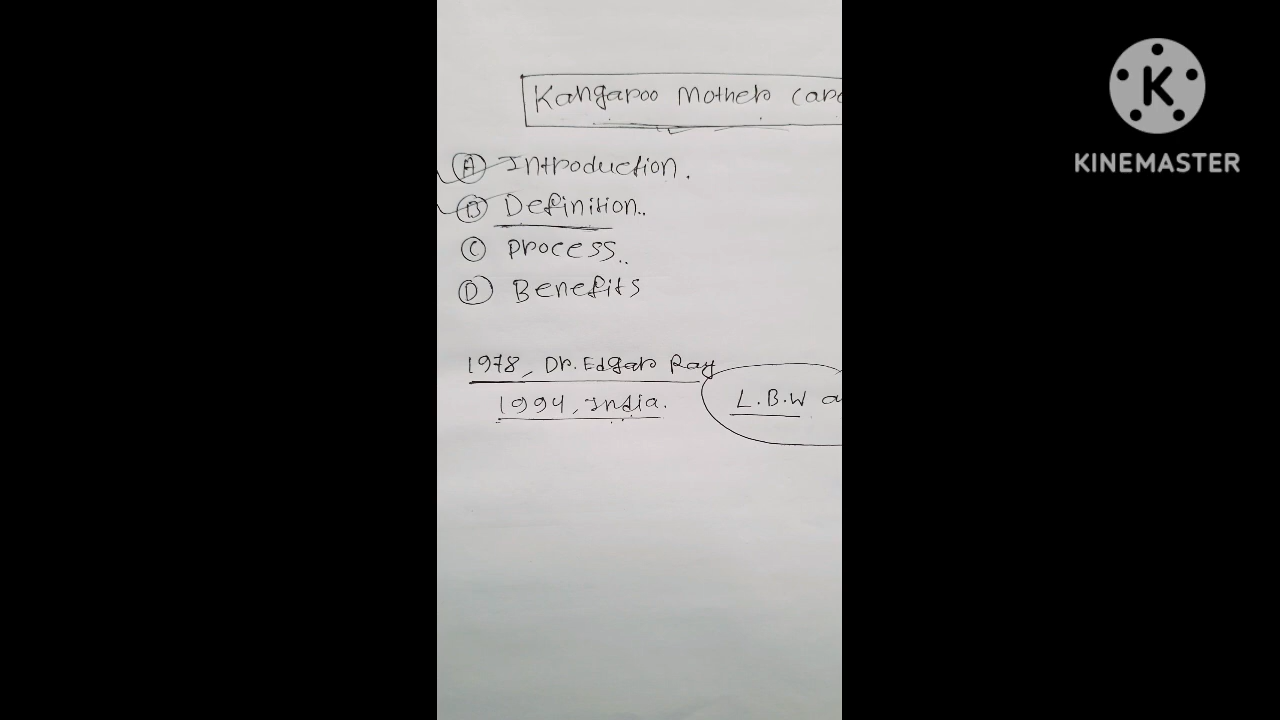 Kangaroo Mother Care
(A) Introduction.
(B) Definition..
(C) Process..
(D) Benefits
1978, Dr. Edgar Ray
1994, India.
L.B.W
KINEMASTER